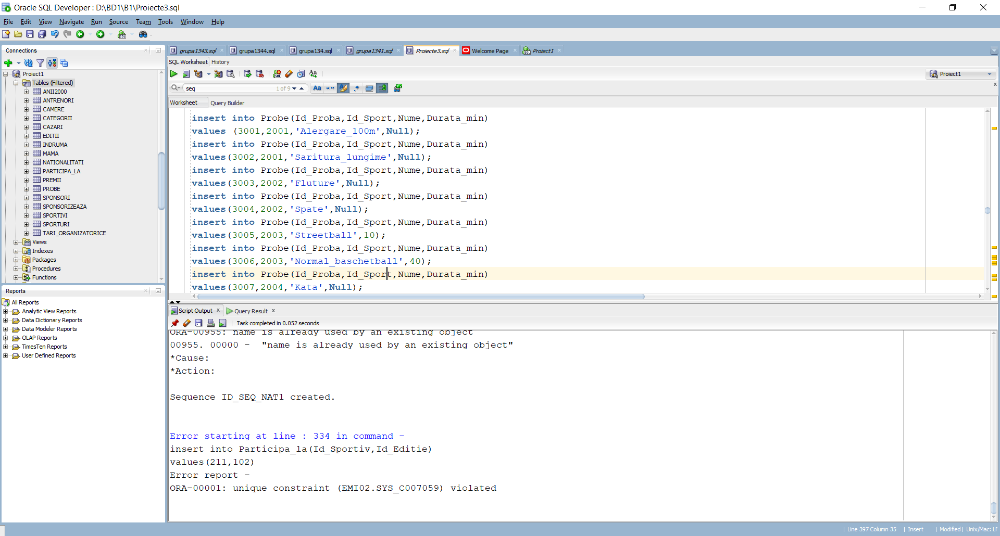 Oracle SQL Developer : D:\BD1\B1\Proiecte3.sql
File Edit View Navigate Run Source Team Tools Window Help
Connections
Proiect1
Tables (Filtered)
ANII2000
ANTRENORI
CAMERE
CATEGORII
CAZARI
EDITII
INDRUMA
MAMA
NATIONALITATI
PARTICIPA_LA
PREMII
PROBE
SPONSORI
SPONSORIZEAZA
SPORTIVI
SPORTURI
TARI_ORGANIZATORICE
Views
Indexes
Packages
Procedures
Functions
Reports
All Reports
Analytic View Reports
Data Dictionary Reports
Data Modeler Reports
OLAP Reports
TimesTen Reports
User Defined Reports
grupa1343.sql grupa1344.sql grupa134.sql grupa1341.sql Proiecte3.sql Welcome Page Proiect1
SQL Worksheet History
Proiect1
seq 1 of 9
Worksheet Query Builder
insert into Probe(Id_Proba,Id_Sport,Nume,Durata_min)
values (3001,2001,'Alergare_100m',Null);
insert into Probe(Id_Proba,Id_Sport,Nume,Durata_min)
values(3002,2001,'Saritura_lungime',Null);
insert into Probe(Id_Proba,Id_Sport,Nume,Durata_min)
values(3003,2002,'Fluture',Null);
insert into Probe(Id_Proba,Id_Sport,Nume,Durata_min)
values(3004,2002,'Spate',Null);
insert into Probe(Id_Proba,Id_Sport,Nume,Durata_min)
values(3005,2003,'Streetball',10);
insert into Probe(Id_Proba,Id_Sport,Nume,Durata_min)
values(3006,2003,'Normal_baschetball',40);
insert into Probe(Id_Proba,Id_Sport,Nume,Durata_min)
values(3007,2004,'Kata',Null);
Script Output Query Result
Task completed in 0.052 seconds
ORA-00955: name is already used by an existing object
00955. 00000 - "name is already used by an existing object"
*Cause:
*Action:
Sequence ID_SEQ_NAT1 created.
Error starting at line : 334 in command -
insert into Participa_la(Id_Sportiv,Id_Editie)
values(211,102)
Error report -
ORA-00001: unique constraint (EMI02.SYS_C007059) violated
Line 397 Column 35 | Insert | Modified | Unix/Mac: LF